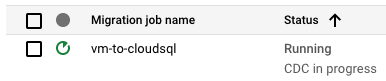 Migration job name Status
vm-to-cloudsql Running
CDC in progress